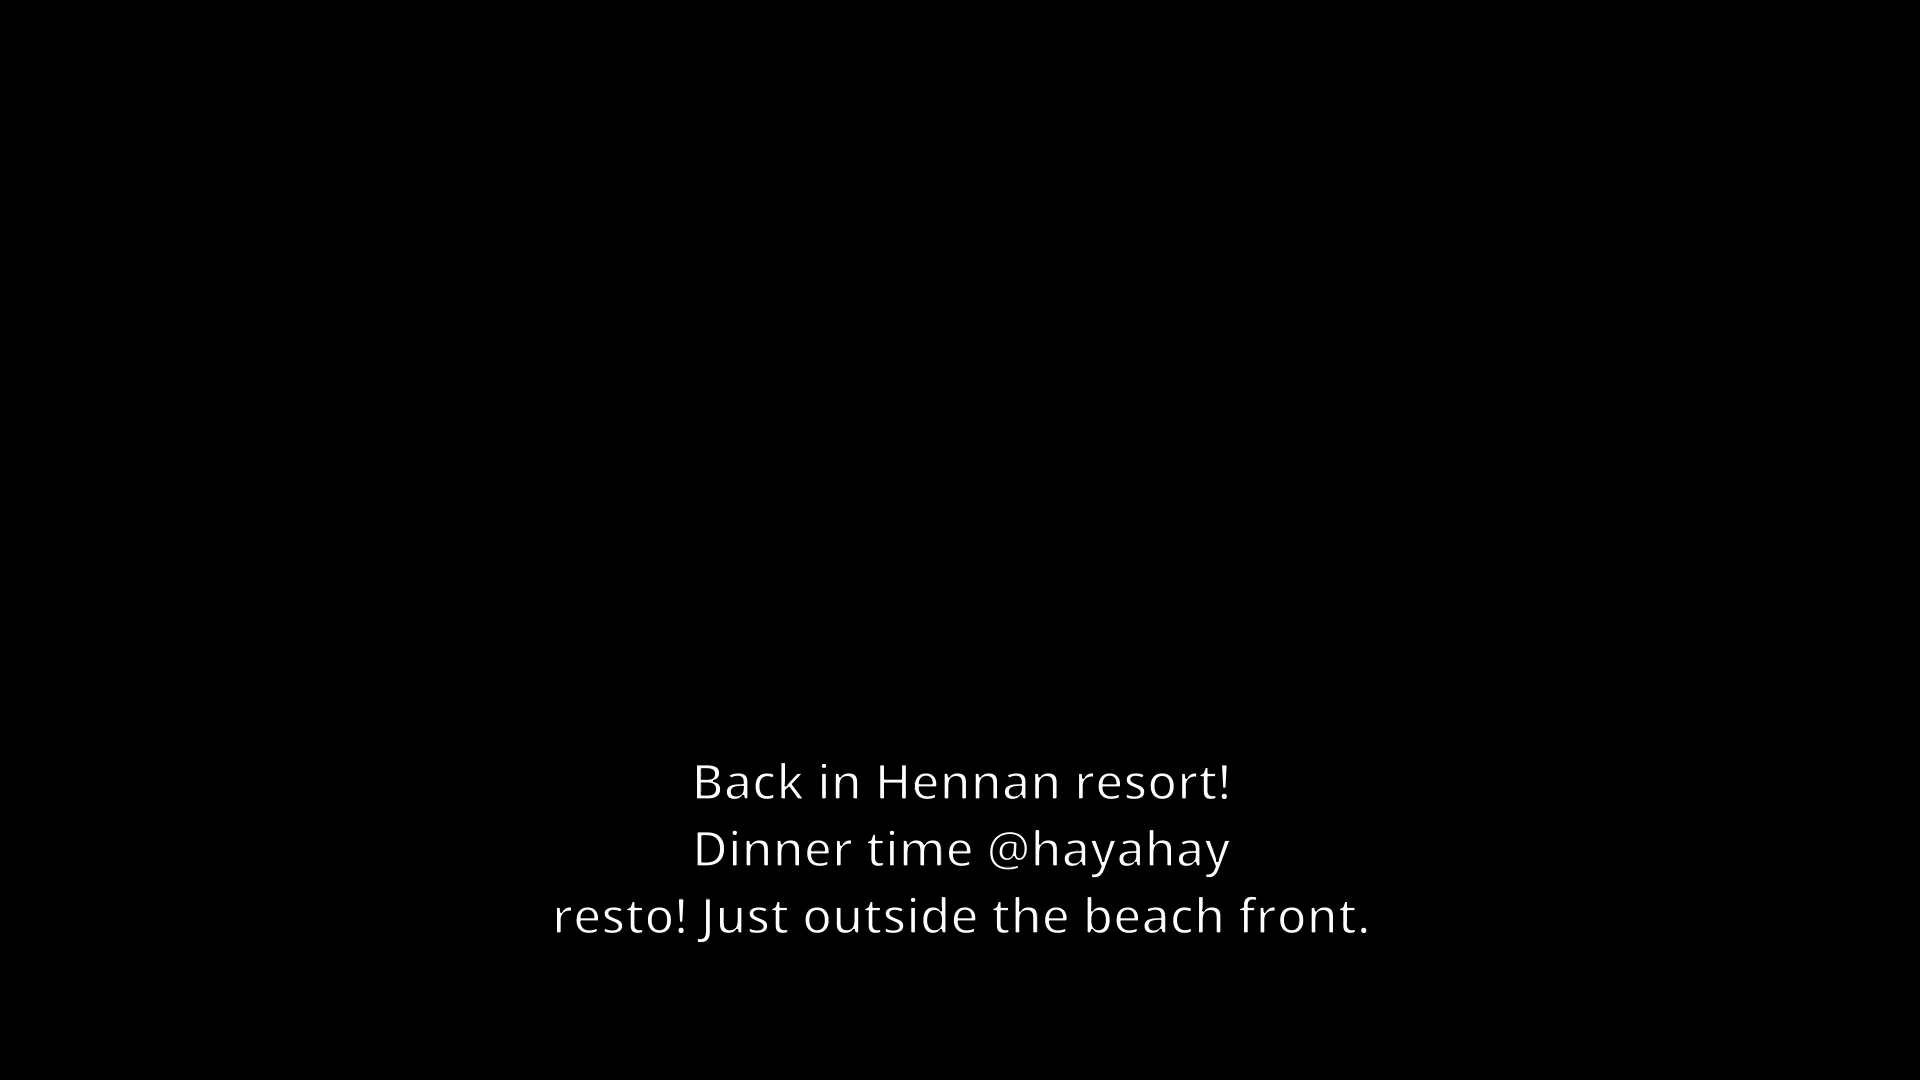 Back in Hennan resort!
Dinner time @hayahay
resto! Just outside the beach front.